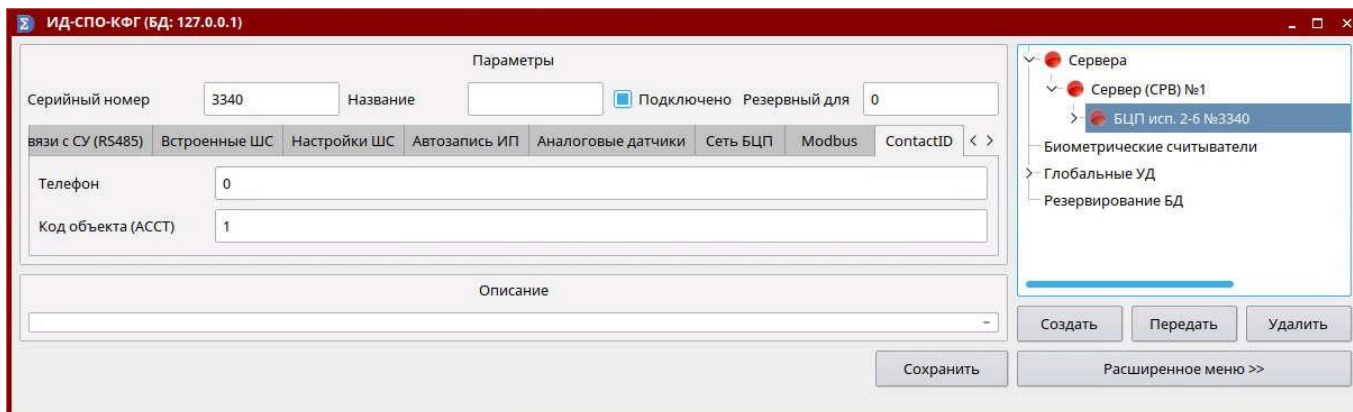 ИД-СПО-КФГ (БД: 127.0.0.1)
Параметры
Серийный номер 3340 Название Подключено Резервный для 0
вязи с СУ (RS485) Встроенные ШС Настройки ШС Автозапись ИП Аналоговые датчики Сеть БЦП Modbus ContactID
Телефон 0
Код объекта (ACCT) 1
Описание
Сохранить
Сервера
Сервер (СРВ) №1
БЦП исп. 2-6 №3340
Биометрические считыватели
Глобальные УД
Резервирование БД
Создать Передать Удалить
Расширенное меню >>